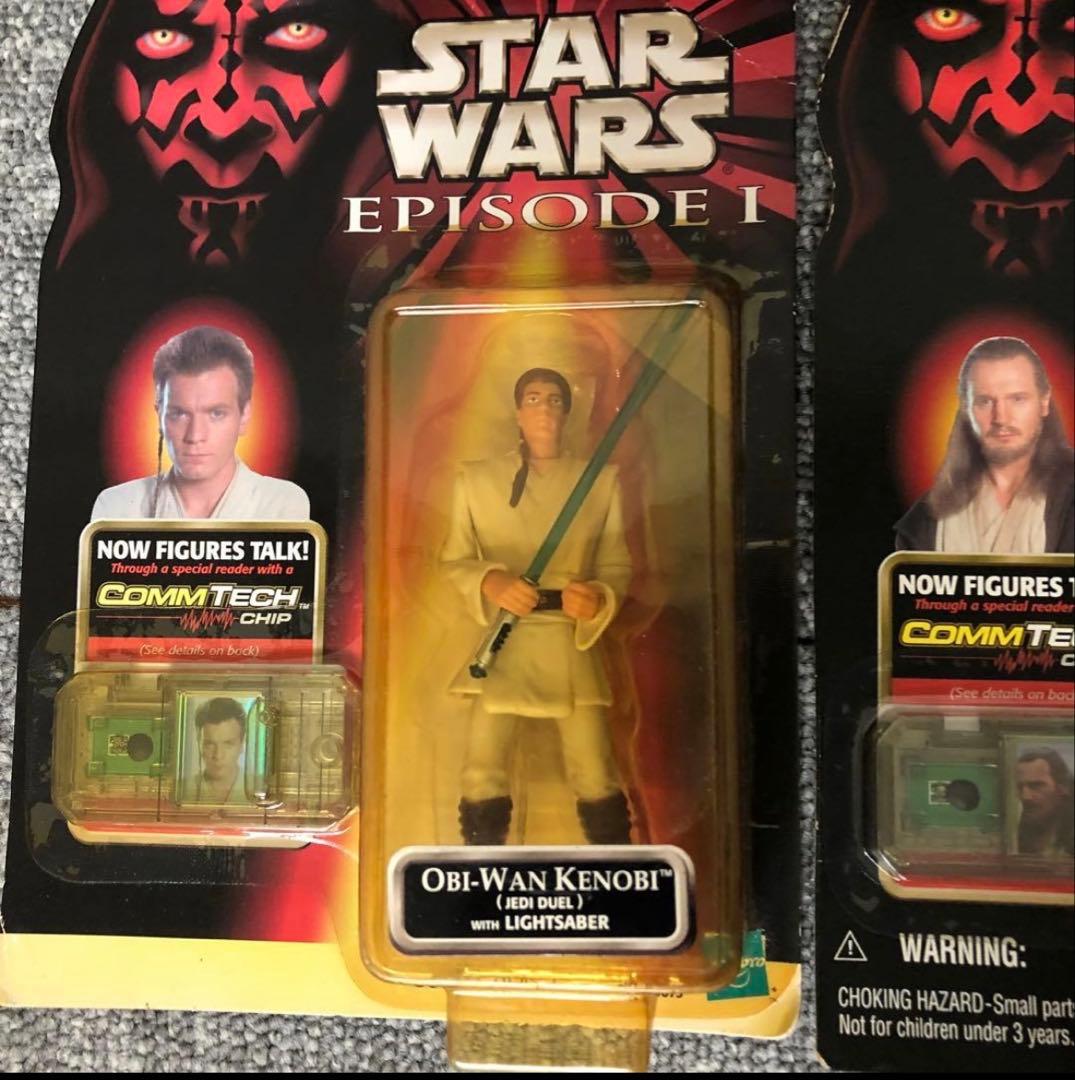 STAR
WARS®
EPISODE I
NOW FIGURES TALK!
Through a special reader with a
COMMTECH™
CHIP
(See details on back)
OBI-WAN KENOBI™
(JEDI DUEL)
WITH LIGHTSABER
NOW FIGURES
Through a special reader
COMMTE
C
(See details on bac
WARNING:
CHOKING HAZARD-Small part
Not for children under 3 years.